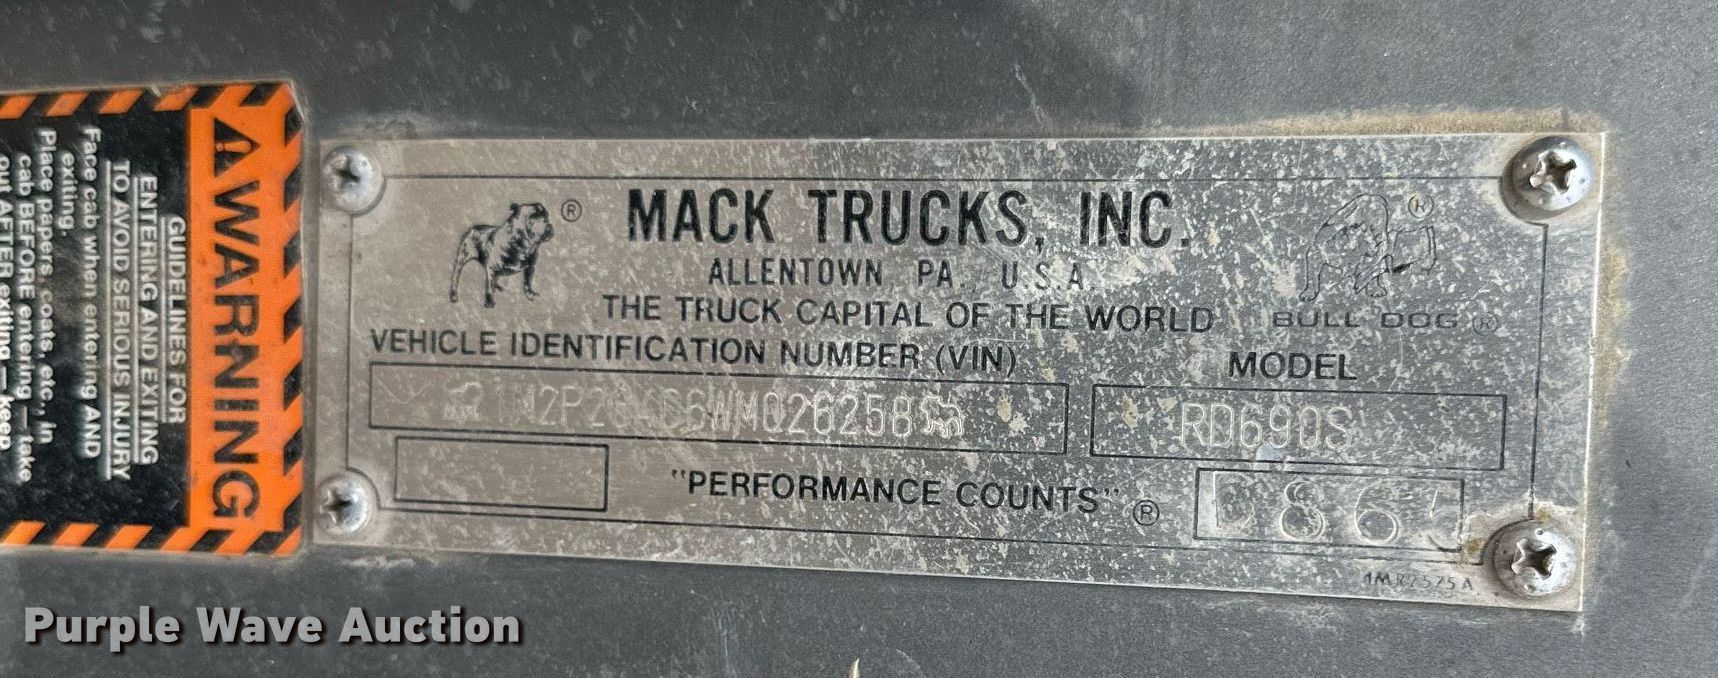 WARNING
GUIDELINES FOR
ENTERING AND EXITING
TO AVOID SERIOUS INJURY
Face cab when entering AND
exiting.
Place papers, coats, etc., in
cab BEFORE entering — take
out AFTER exiting — keep
® MACK TRUCKS, INC. ®
ALLENTOWN, PA., U.S.A.
THE TRUCK CAPITAL OF THE WORLD BULL DOG ®
VEHICLE IDENTIFICATION NUMBER (VIN) MODEL
RD690S
"PERFORMANCE COUNTS" ®
Purple Wave Auction